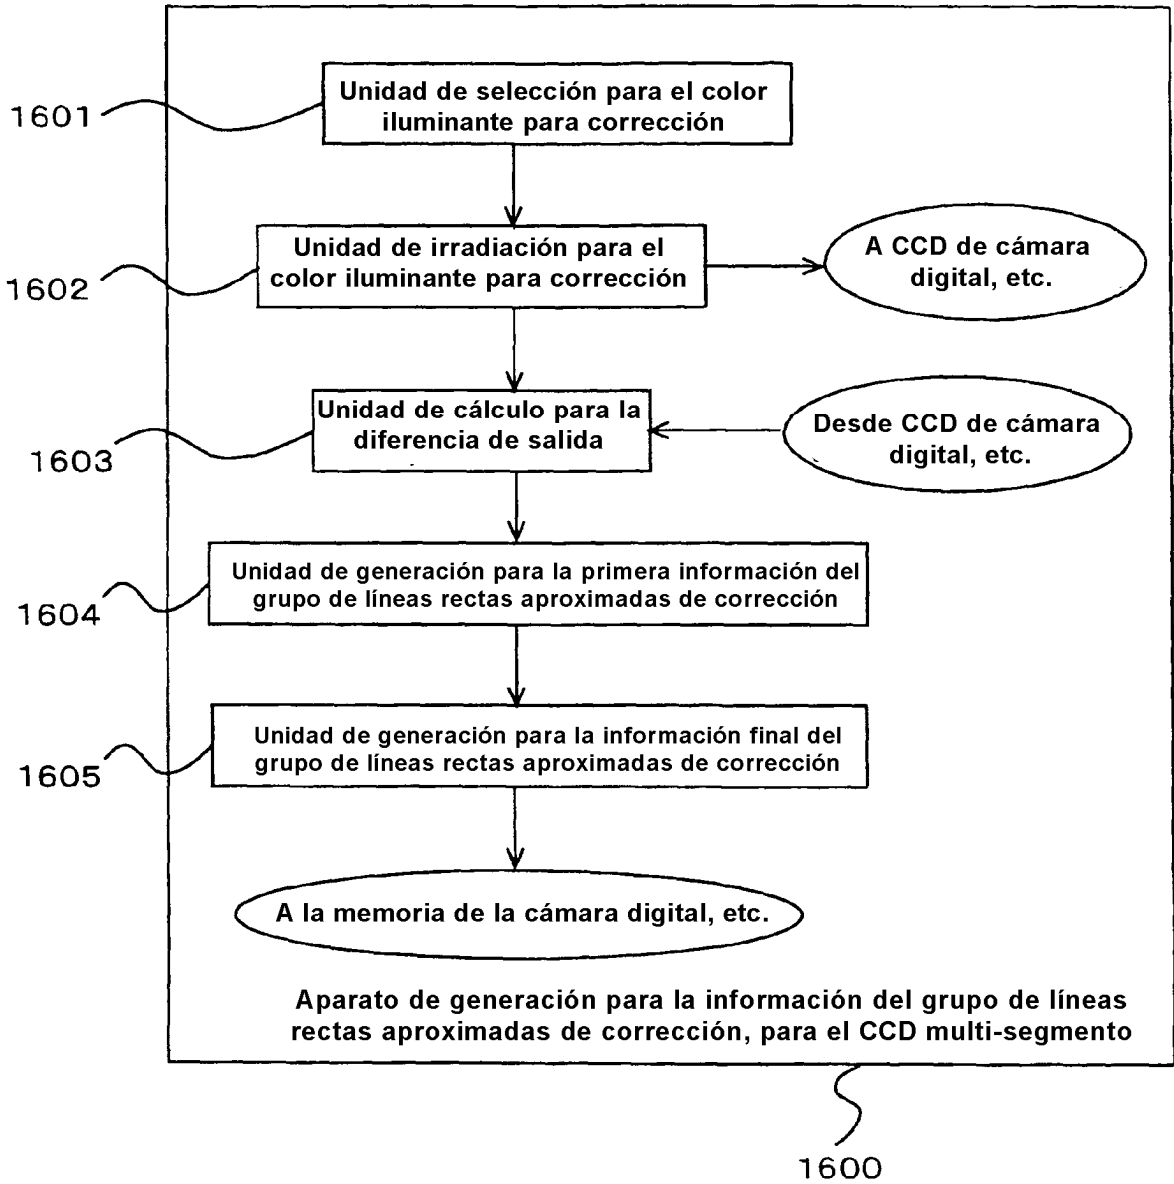 Unidad de selección para el color
iluminante para corrección
1601
Unidad de irradiación para el
color iluminante para corrección
1602
A CCD de cámara
digital, etc.
Unidad de cálculo para la
diferencia de salida
1603
Desde CCD de cámara
digital, etc.
Unidad de generación para la primera información del
grupo de líneas rectas aproximadas de corrección
1604
Unidad de generación para la información final del
grupo de líneas rectas aproximadas de corrección
1605
A la memoria de la cámara digital, etc.
Aparato de generación para la información del grupo de líneas
rectas aproximadas de corrección, para el CCD multi-segmento
1600